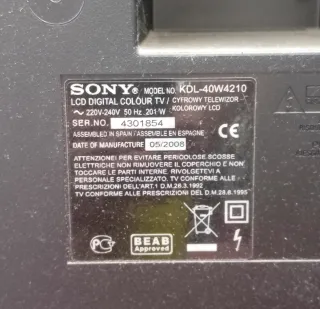 SONY® MODEL NO. KDL-40W4210
LCD DIGITAL COLOUR TV / CYFROWY TELEWIZOR
~ 220V-240V 50 Hz 201 W KOLOROWY LCD
SER.NO. 4301854
ASSEMBLED IN SPAIN / ASSEMBLE EN ESPAGNE
DATE OF MANUFACTURE 05/2008
CE
ATTENZIONE! PER EVITARE PERICOLOSE SCOSSE
ELETTRICHE NON RIMUOVERE IL COPERCHIO E NON
TOCCARE LE PARTI INTERNE. RIVOLGETEVI A
PERSONALE SPECIALIZZATO. TV CONFORME ALLE
PRESCRIZIONI DELL'ART.1 D.M.28.3.1992
TV CONFORME ALLE PRESCRIZIONI DEL D.M.28.8.1995
BEAB
Approved